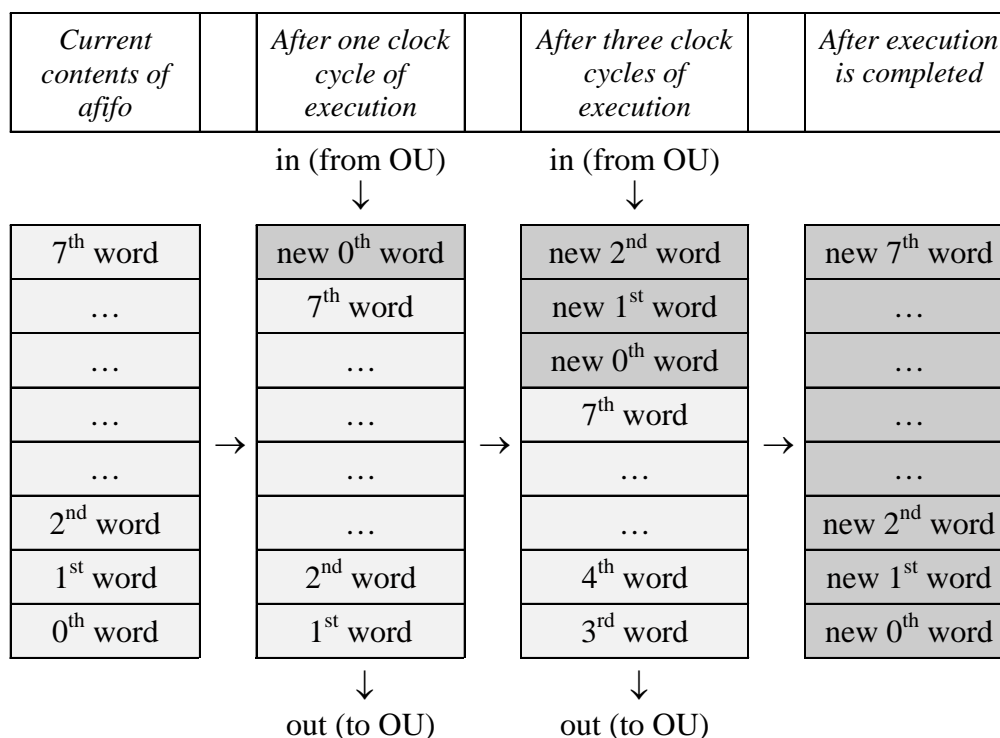 Current contents of afifo
After one clock cycle of execution
After three clock cycles of execution
After execution is completed
in (from OU)
in (from OU)
↓
↓
7th word
new 0th word
new 2nd word
new 7th word
…
7th word
new 1st word
…
…
…
new 0th word
…
…
→
…
→
7th word
→
…
…
…
…
…
2nd word
…
…
new 2nd word
1st word
2nd word
4th word
new 1st word
0th word
1st word
3rd word
new 0th word
↓
↓
out (to OU)
out (to OU)